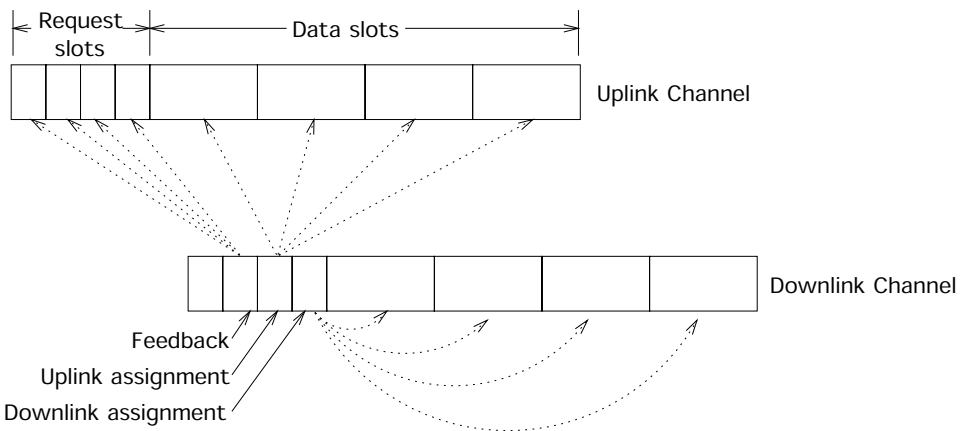 Request
slots
Data slots
Uplink Channel
Downlink Channel
Feedback
Uplink assignment
Downlink assignment